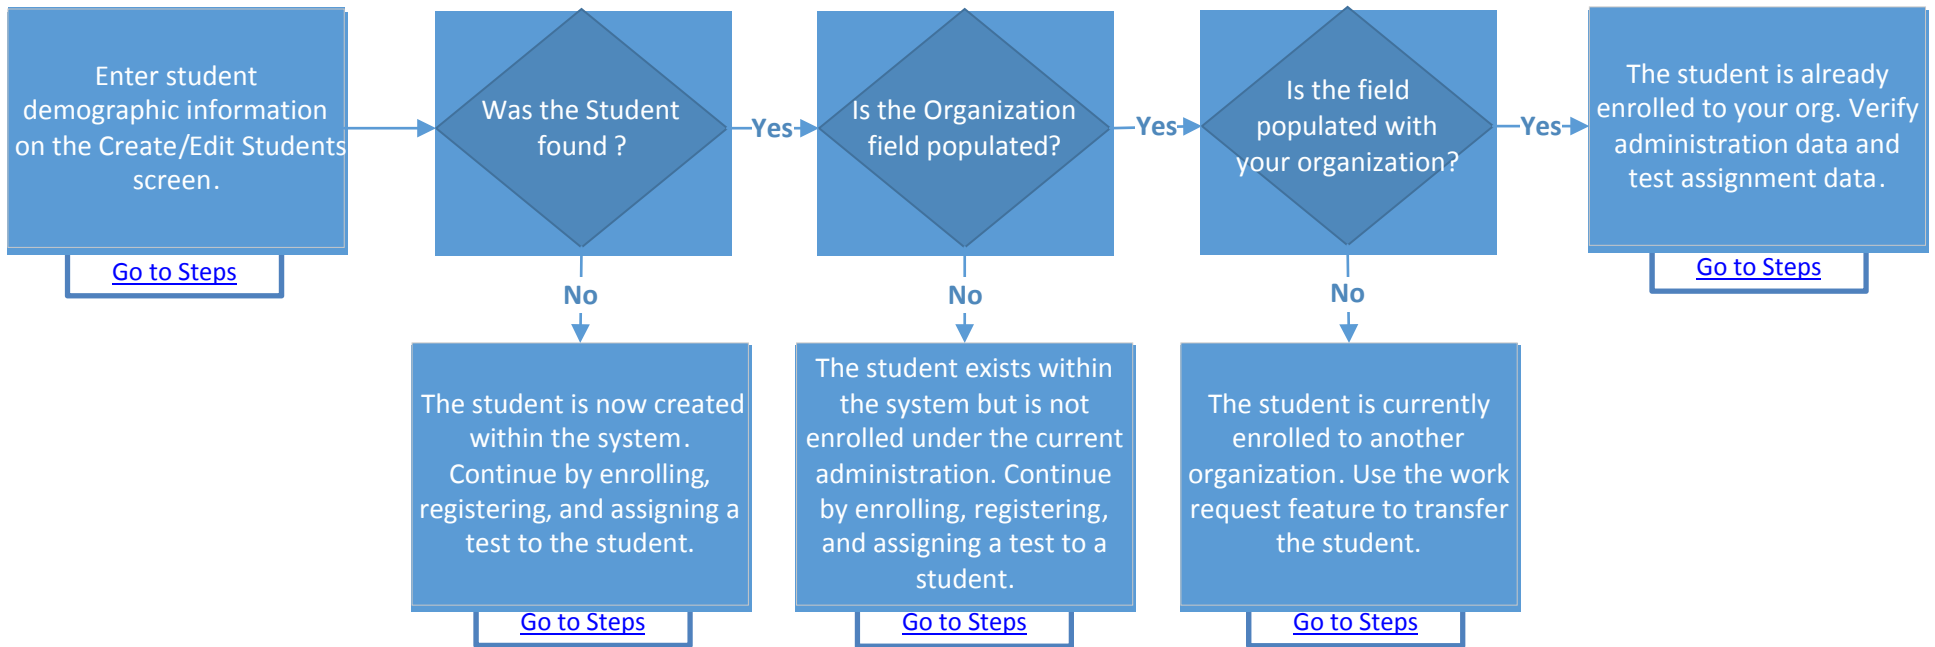 Enter student
demographic information
on the Create/Edit Students
screen.
Go to Steps
Was the Student
found ?
Yes
Is the Organization
field populated?
Yes
Is the field
populated with
your organization?
Yes
The student is already
enrolled to your org. Verify
administration data and
test assignment data.
Go to Steps
No
The student is now created
within the system.
Continue by enrolling,
registering, and assigning a
test to the student.
Go to Steps
No
The student exists within
the system but is not
enrolled under the current
administration. Continue
by enrolling, registering,
and assigning a test to a
student.
Go to Steps
No
The student is currently
enrolled to another
organization. Use the work
request feature to transfer
the student.
Go to Steps